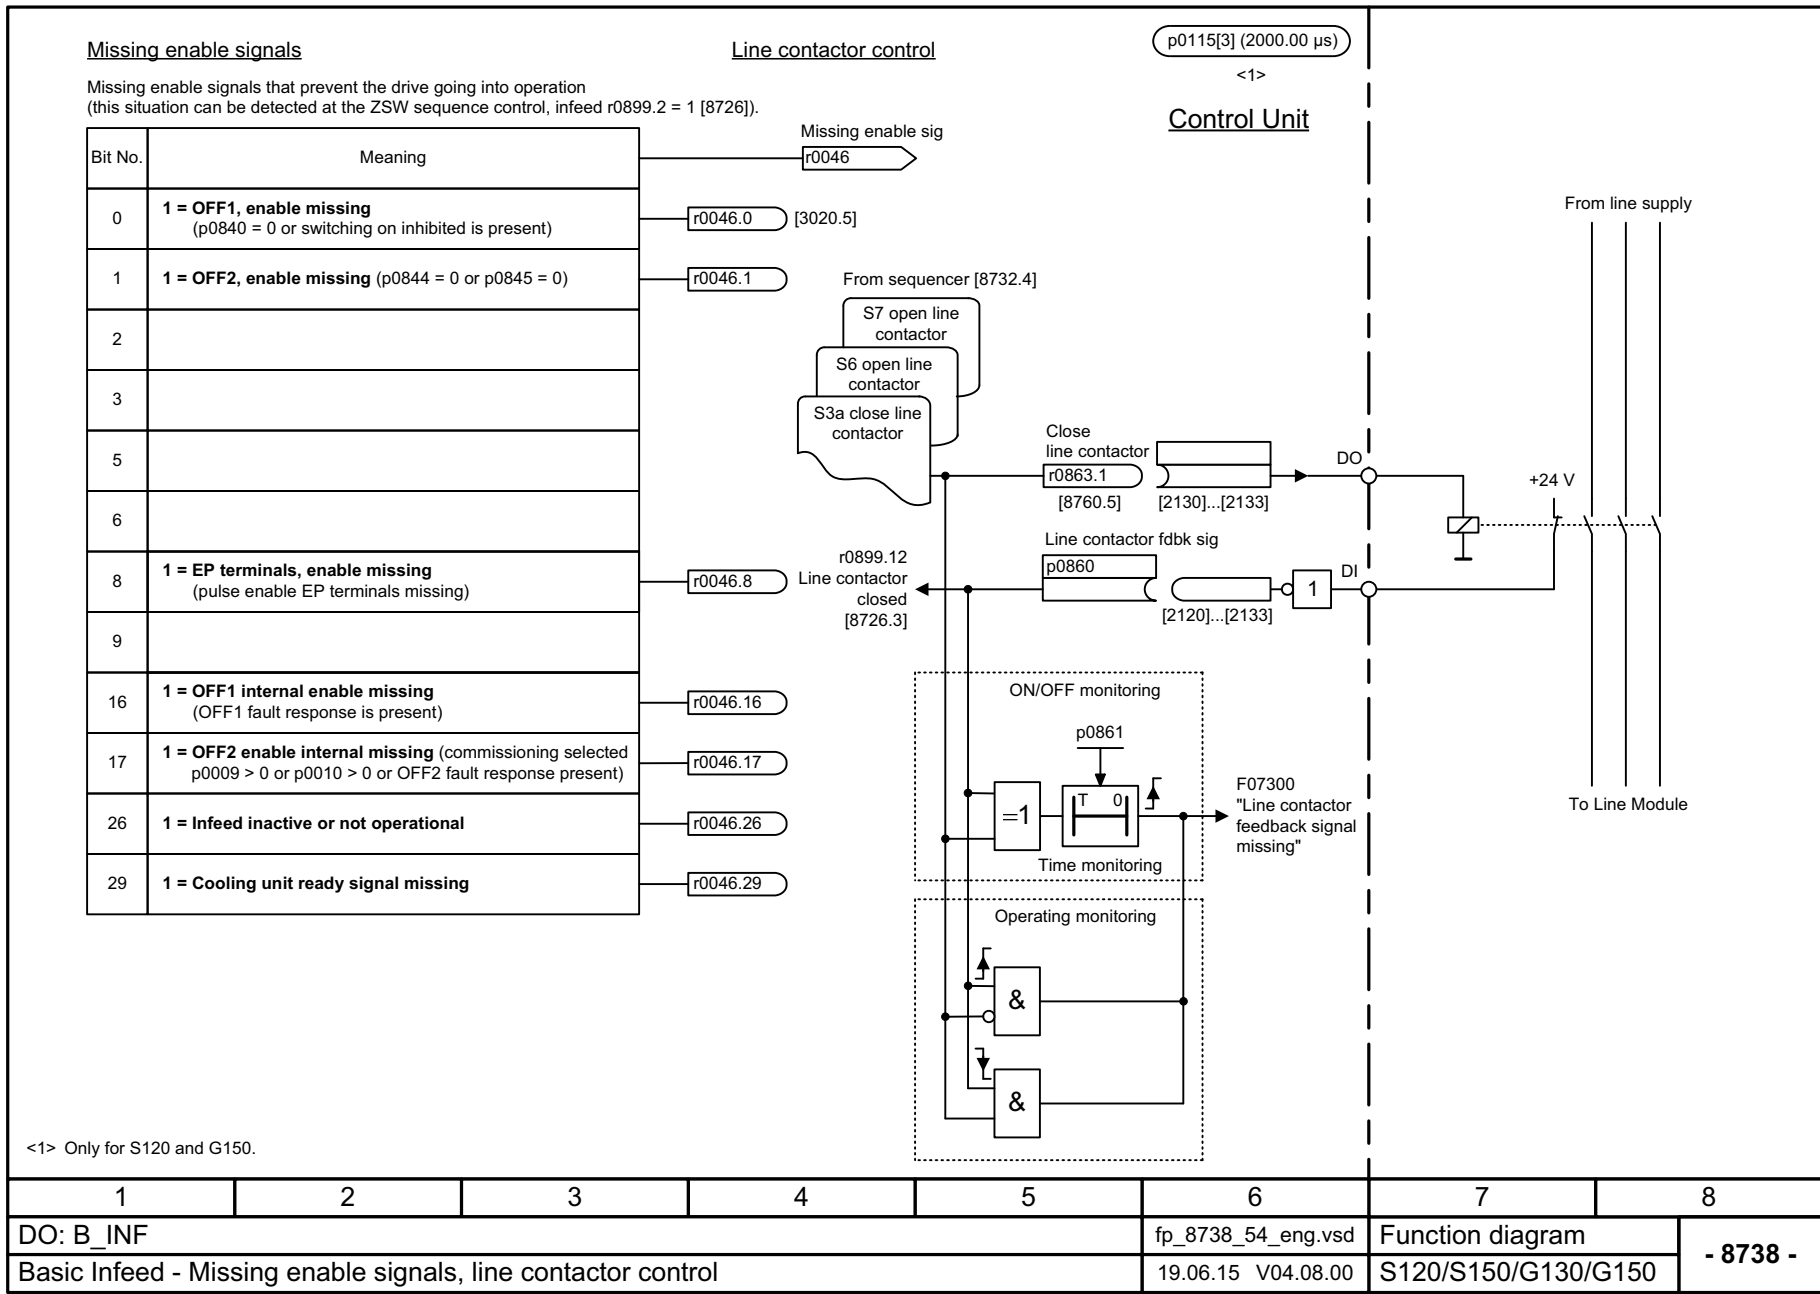 Missing enable signals
Line contactor control
p0115[3] (2000.00 µs)
<1>
Control Unit
Missing enable signals that prevent the drive going into operation
(this situation can be detected at the ZSW sequence control, infeed r0899.2 = 1 [8726]).
Bit No.
Meaning
Missing enable sig
r0046
0
1 = OFF1, enable missing
(p0840 = 0 or switching on inhibited is present)
r0046.0
[3020.5]
1
1 = OFF2, enable missing (p0844 = 0 or p0845 = 0)
r0046.1
2
3
5
6
8
1 = EP terminals, enable missing
(pulse enable EP terminals missing)
r0046.8
9
16
1 = OFF1 internal enable missing
(OFF1 fault response is present)
r0046.16
17
1 = OFF2 enable internal missing (commissioning selected
p0009 > 0 or p0010 > 0 or OFF2 fault response present)
r0046.17
26
1 = Infeed inactive or not operational
r0046.26
29
1 = Cooling unit ready signal missing
r0046.29
From sequencer [8732.4]
S7 open line
contactor
S6 open line
contactor
S3a close line
contactor
Close
line contactor
r0863.1
[8760.5]
[2130]...[2133]
DO
r0899.12
Line contactor
closed
[8726.3]
Line contactor fdbk sig
p0860
[2120]...[2133]
1
DI
From line supply
+24 V
To Line Module
ON/OFF monitoring
p0861
=1
T 0
Time monitoring
F07300
"Line contactor
feedback signal
missing"
Operating monitoring
&
&
<1> Only for S120 and G150.
1
2
3
4
5
6
7
8
DO: B_INF
fp_8738_54_eng.vsd
Function diagram
- 8738 -
Basic Infeed - Missing enable signals, line contactor control
19.06.15 V04.08.00
S120/S150/G130/G150